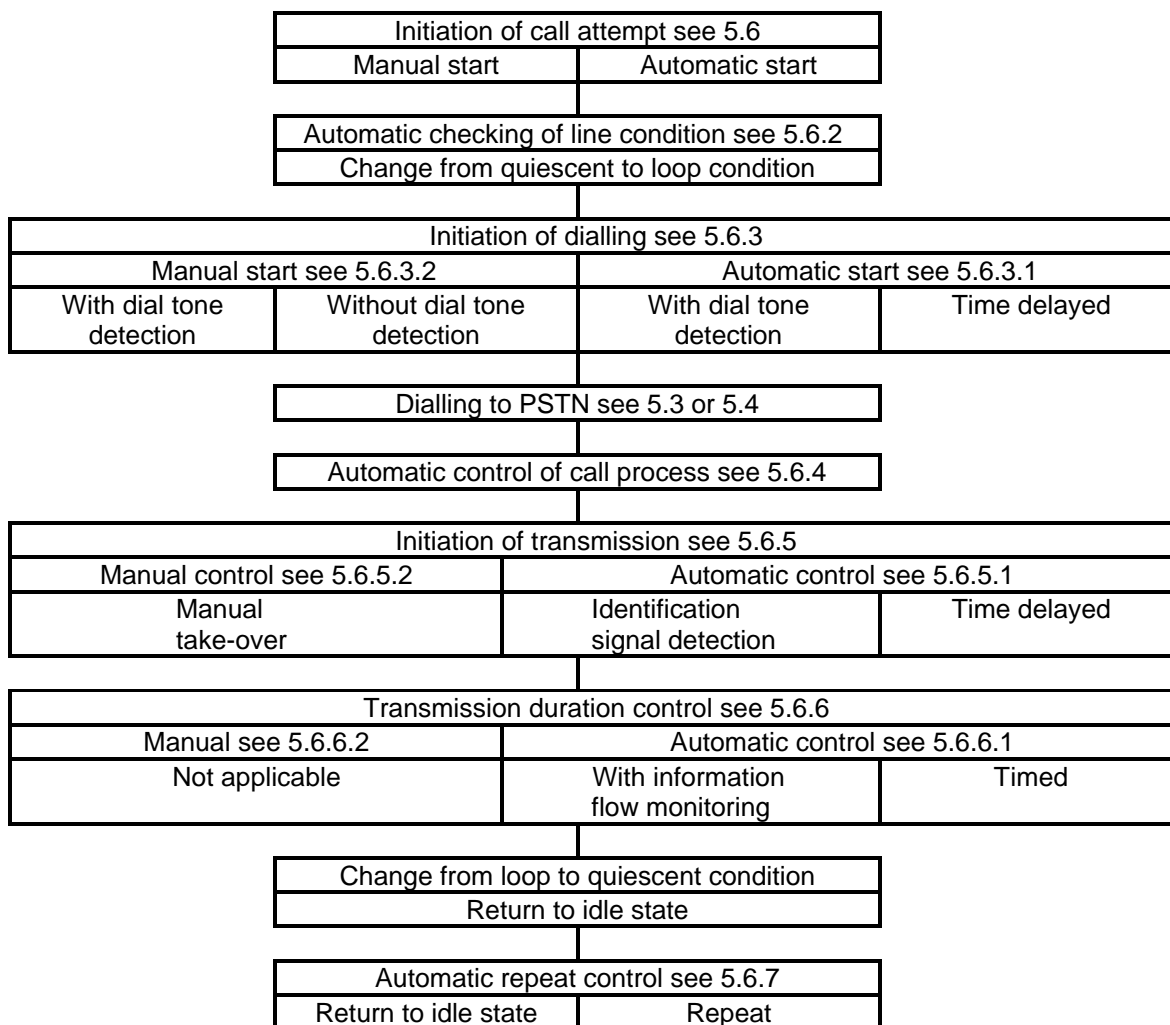 Initiation of call attempt see 5.6
Manual start
Automatic start
Automatic checking of line condition see 5.6.2
Change from quiescent to loop condition
Initiation of dialling see 5.6.3
Manual start see 5.6.3.2
Automatic start see 5.6.3.1
With dial tone
detection
Without dial tone
detection
With dial tone
detection
Time delayed
Dialling to PSTN see 5.3 or 5.4
Automatic control of call process see 5.6.4
Initiation of transmission see 5.6.5
Manual control see 5.6.5.2
Automatic control see 5.6.5.1
Manual
take-over
Identification
signal detection
Time delayed
Transmission duration control see 5.6.6
Manual see 5.6.6.2
Automatic control see 5.6.6.1
Not applicable
With information
flow monitoring
Timed
Change from loop to quiescent condition
Return to idle state
Automatic repeat control see 5.6.7
Return to idle state
Repeat